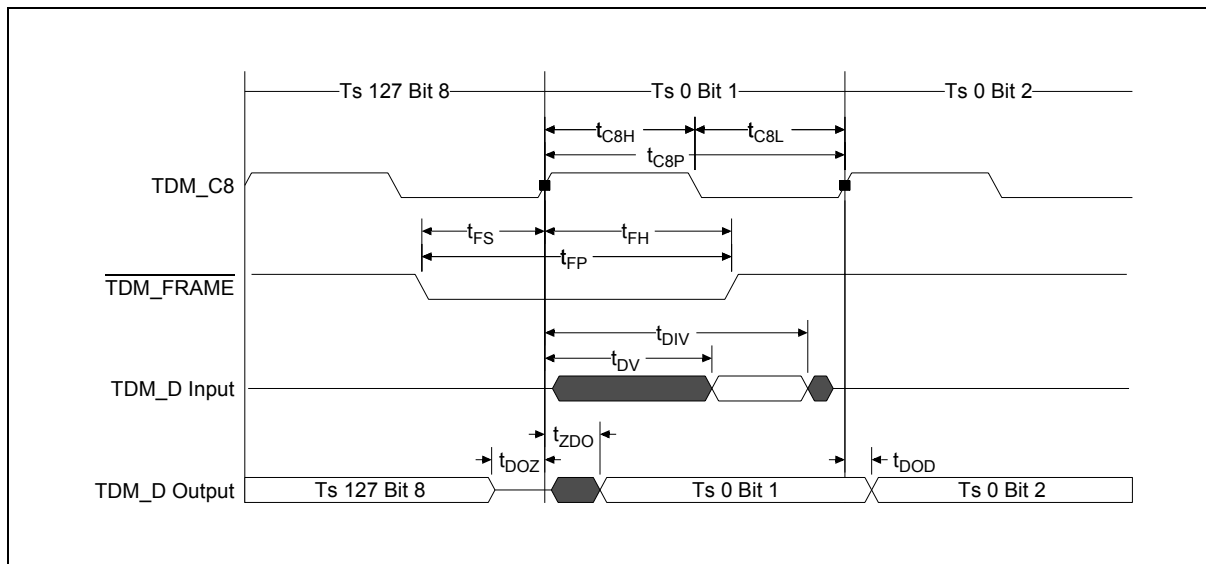 Ts 127 Bit 8 Ts 0 Bit 1 Ts 0 Bit 2
tC8H tC8L
tC8P
TDM_C8
tFS tFH
tFP
TDM_FRAME
tDIV
tDV
TDM_D Input
tZDO
tDOZ tDOD
TDM_D Output Ts 127 Bit 8 Ts 0 Bit 1 Ts 0 Bit 2